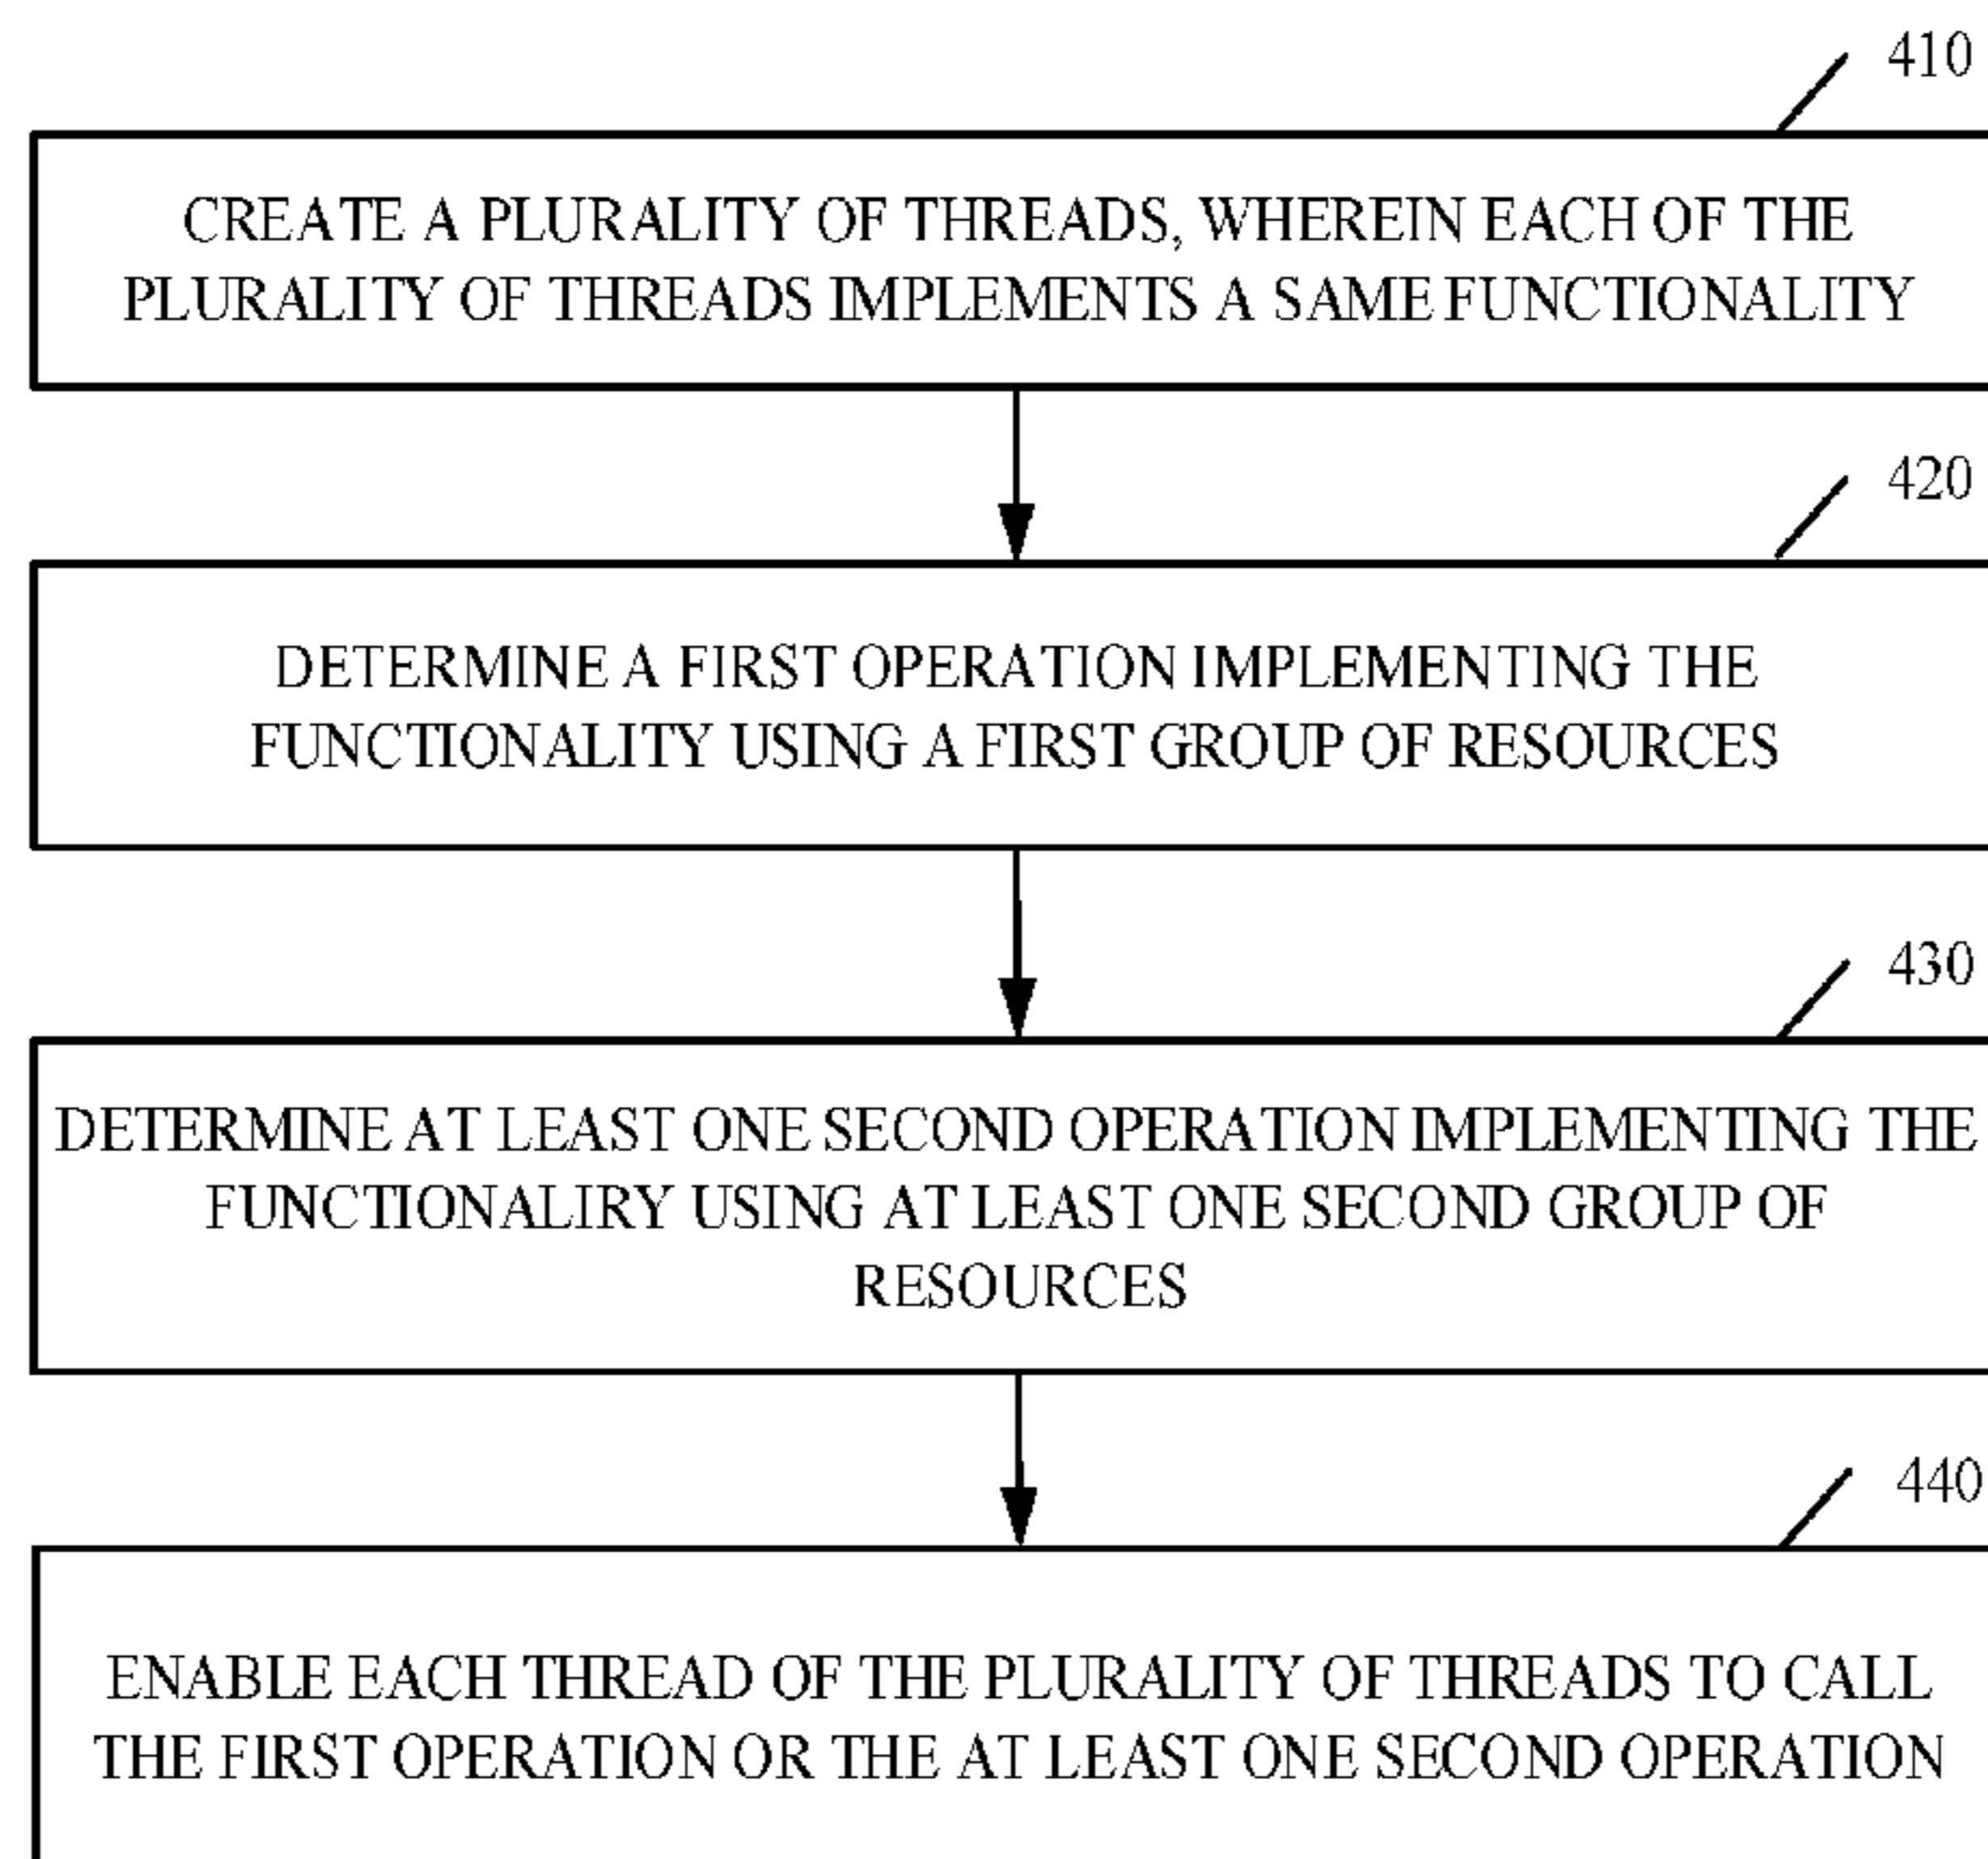 410
CREATE A PLURALITY OF THREADS, WHEREIN EACH OF THE
PLURALITY OF THREADS IMPLEMENTS A SAME FUNCTIONALITY
420
DETERMINE A FIRST OPERATION IMPLEMENTING THE
FUNCTIONALITY USING A FIRST GROUP OF RESOURCES
430
DETERMINE AT LEAST ONE SECOND OPERATION IMPLEMENTING THE
FUNCTIONALIRY USING AT LEAST ONE SECOND GROUP OF
RESOURCES
440
ENABLE EACH THREAD OF THE PLURALITY OF THREADS TO CALL
THE FIRST OPERATION OR THE AT LEAST ONE SECOND OPERATION